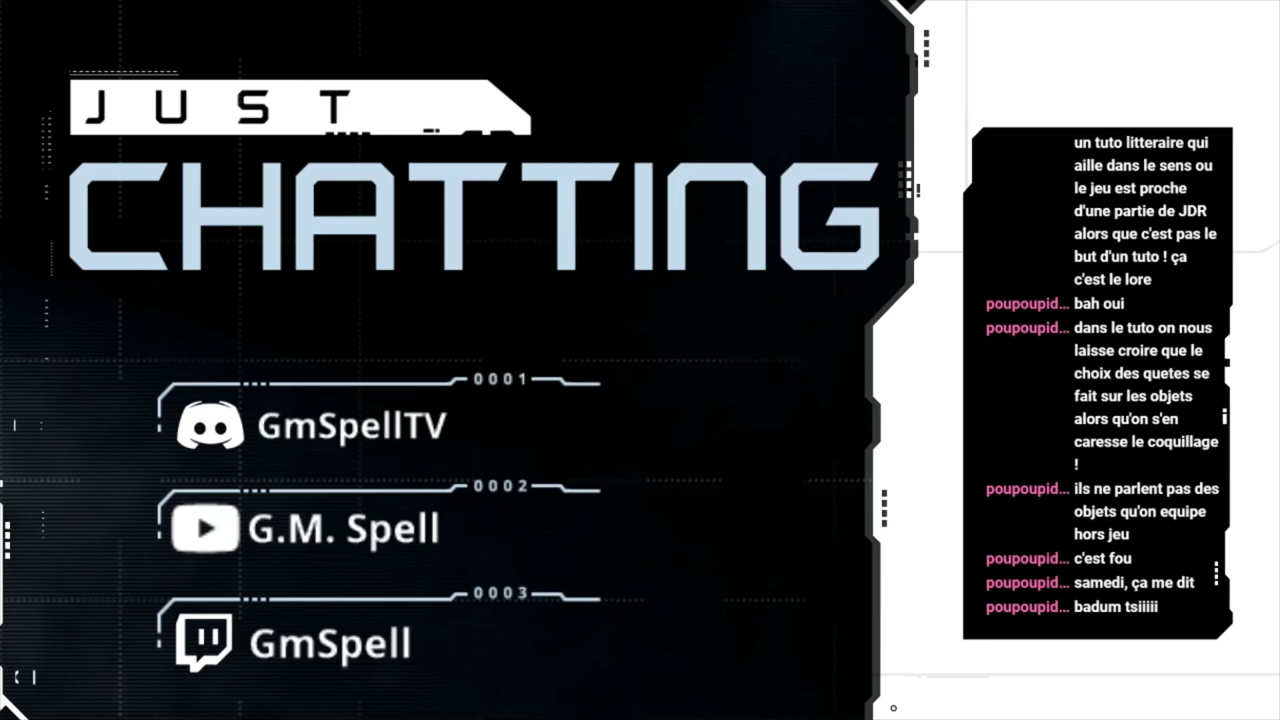 JUST
CHATTING
0001
GmSpellTV
0002
G.M. Spell
0003
GmSpell
un tuto litteraire qui
aille dans le sens ou
le jeu est proche
d'une partie de JDR
alors que c'est pas le
but d'un tuto ! ça
c'est le lore
poupoupid... bah oui
poupoupid... dans le tuto on nous
laisse croire que le
choix des quetes se
fait sur les objets
alors qu'on s'en
caresse le coquillage
!
poupoupid... ils ne parlent pas des
objets qu'on equipe
hors jeu
poupoupid... c'est fou
poupoupid... samedi, ça me dit
poupoupid... badum tsiiiii